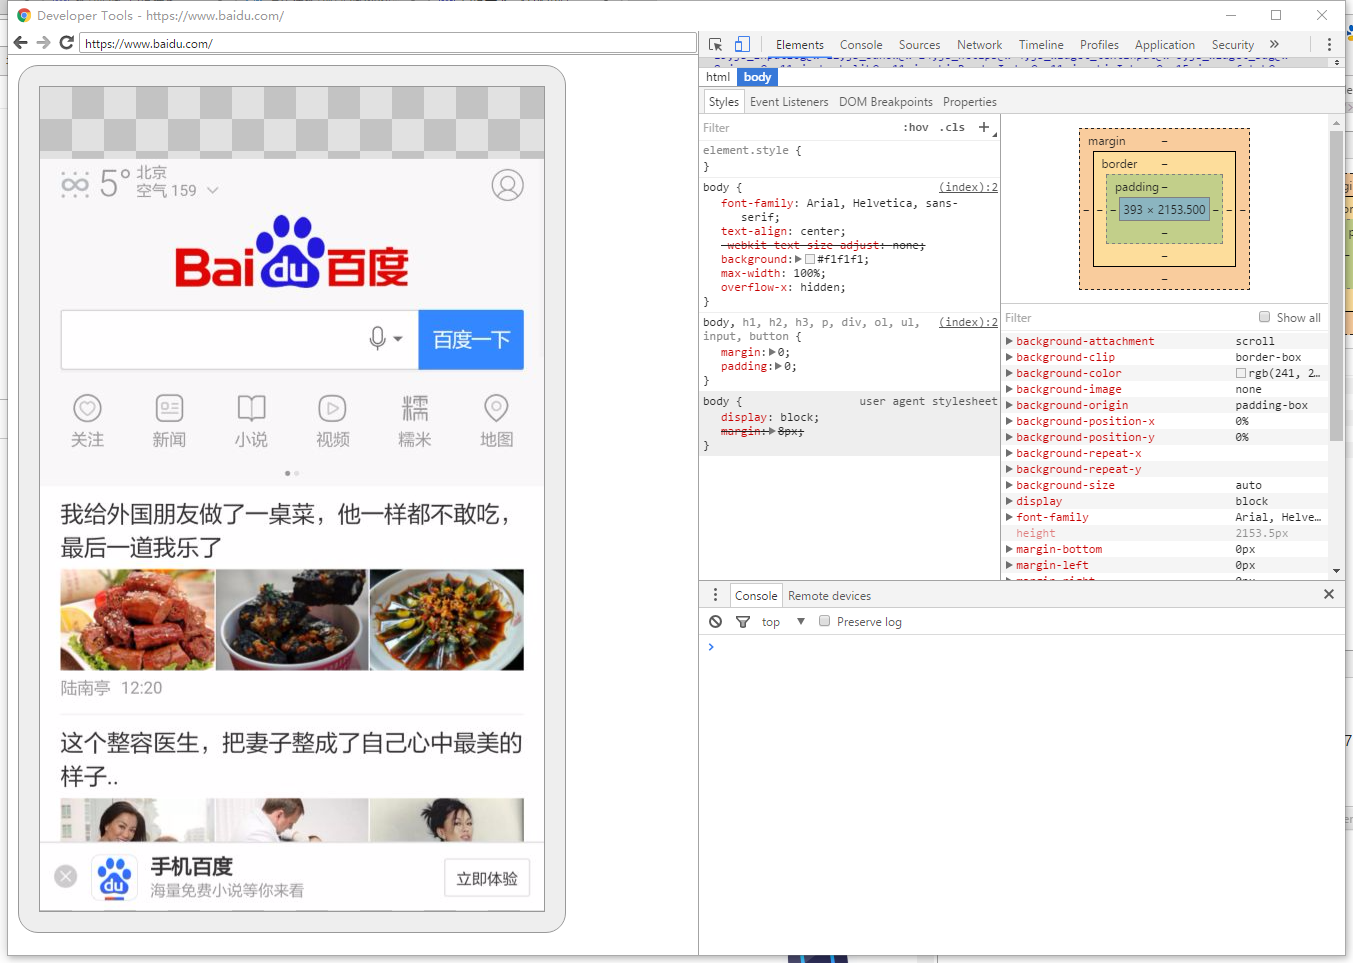 Developer Tools - https://www.baidu.com/
https://www.baidu.com/
5° 北京
空气 159
Bai du 百度
百度一下
关注 新闻 小说 视频 糯米 地图
糯
我给外国朋友做了一桌菜，他一样都不敢吃，
最后一道我乐了
陆南亭 12:20
这个整容医生，把妻子整成了自己心中最美的
样子..
du
手机百度
海量免费小说等你来看
立即体验
Elements Console Sources Network Timeline Profiles Application Security »
html body
Styles Event Listeners DOM Breakpoints Properties
Filter :hov .cls +
element.style {
}
body { (index):2
font-family: Arial, Helvetica, sans-
serif;
text-align: center;
-webkit-text-size-adjust: none;
background: #f1f1f1;
max-width: 100%;
overflow-x: hidden;
}
body, h1, h2, h3, p, div, ol, ul, (index):2
input, button {
margin: 0;
padding: 0;
}
body { user agent stylesheet
display: block;
margin: 8px;
}
margin –
border –
padding –
– – – 393 × 2153.500 – – –
–
–
–
Filter Show all
background-attachment scroll
background-clip border-box
background-color rgb(241, 2…
background-image none
background-origin padding-box
background-position-x 0%
background-position-y 0%
background-repeat-x
background-repeat-y
background-size auto
display block
font-family Arial, Helve…
height 2153.5px
margin-bottom 0px
margin-left 0px
margin-right 0px
Console Remote devices
top ▼ Preserve log
>